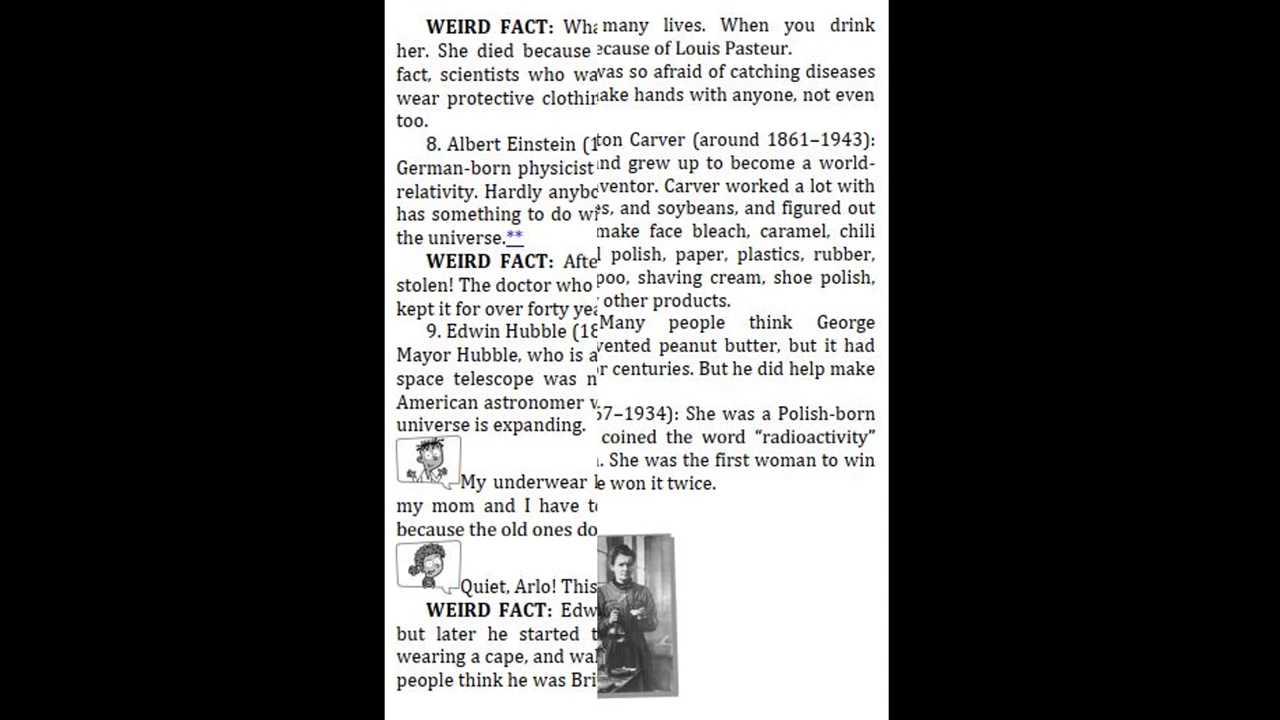 WEIRD FACT: Wha
her. She died because
fact, scientists who wa
wear protective clothin
too.
8. Albert Einstein (1
German-born physicist
relativity. Hardly anybo
has something to do wi
the universe.**
WEIRD FACT: Afte
stolen! The doctor who
kept it for over forty yea
9. Edwin Hubble (18
Mayor Hubble, who is a
space telescope was n
American astronomer w
universe is expanding.
My underwear
my mom and I have to
because the old ones do
Quiet, Arlo! This
WEIRD FACT: Edw
but later he started t
wearing a cape, and wal
people think he was Bri
many lives. When you drink
ecause of Louis Pasteur.
was so afraid of catching diseases
ake hands with anyone, not even
ton Carver (around 1861–1943):
nd grew up to become a world-
ventor. Carver worked a lot with
es, and soybeans, and figured out
make face bleach, caramel, chili
l polish, paper, plastics, rubber,
poo, shaving cream, shoe polish,
other products.
Many people think George
vented peanut butter, but it had
r centuries. But he did help make
67–1934): She was a Polish-born
coined the word “radioactivity”
. She was the first woman to win
e won it twice.